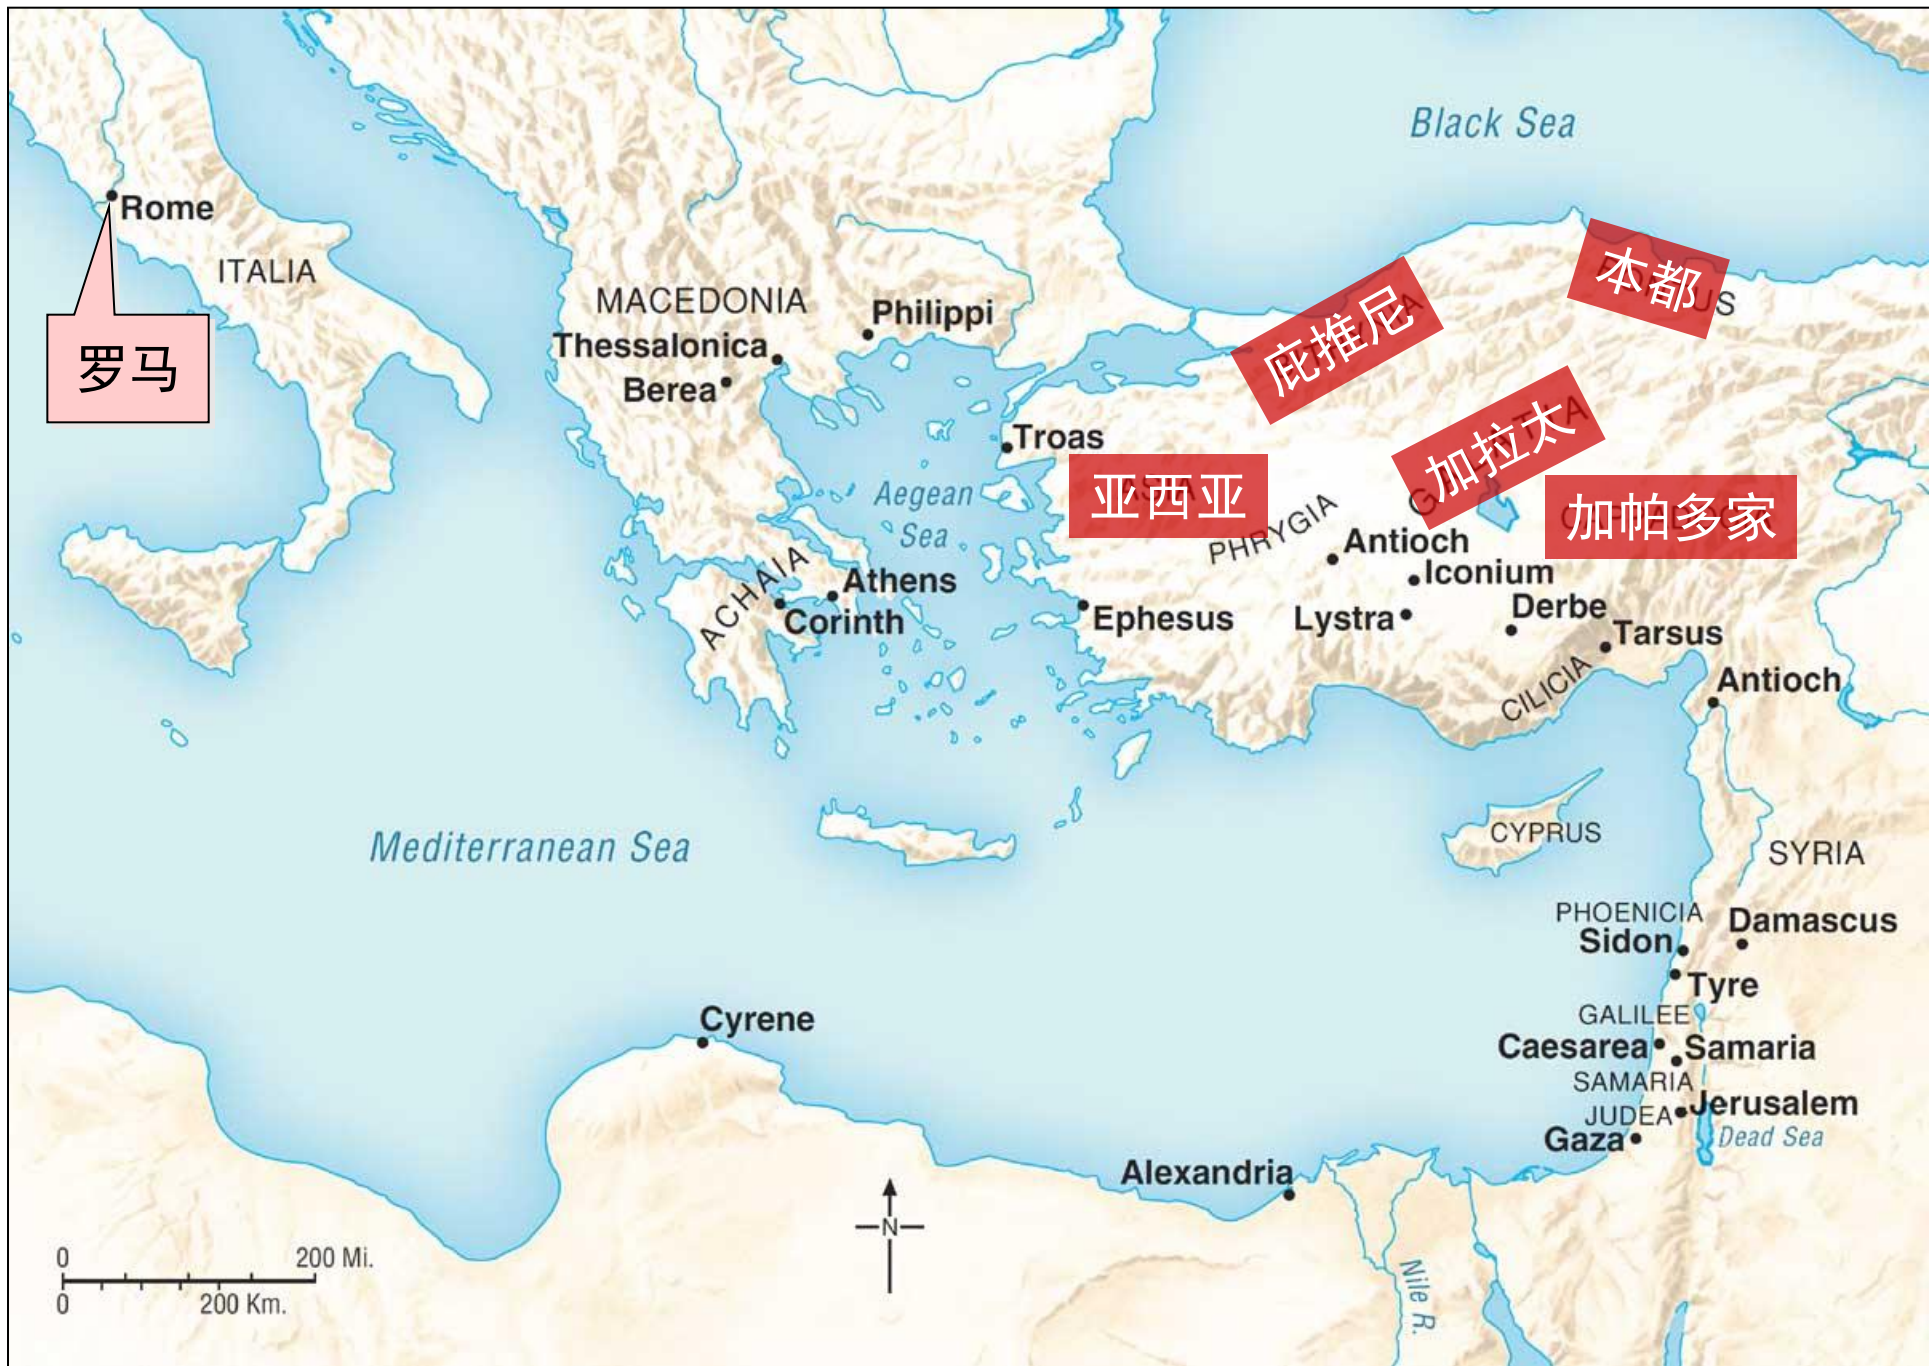 Black Sea
Rome
ITALIA
罗马
MACEDONIA
Philippi
Thessalonica
Berea
本都
庇推尼
Troas
加拉太
亚西亚
加帕多家
Aegean
Sea
PHRYGIA
Antioch
Iconium
ACHAIA
Athens
Corinth
Ephesus
Lystra
Derbe
Tarsus
CILICIA
Antioch
Mediterranean Sea
CYPRUS
SYRIA
PHOENICIA
Sidon
Damascus
Tyre
GALILEE
Cyrene
Caesarea
Samaria
SAMARIA
JUDEA
Jerusalem
Gaza
Dead Sea
Alexandria
N
Nile R.
0 200 Mi.
0 200 Km.